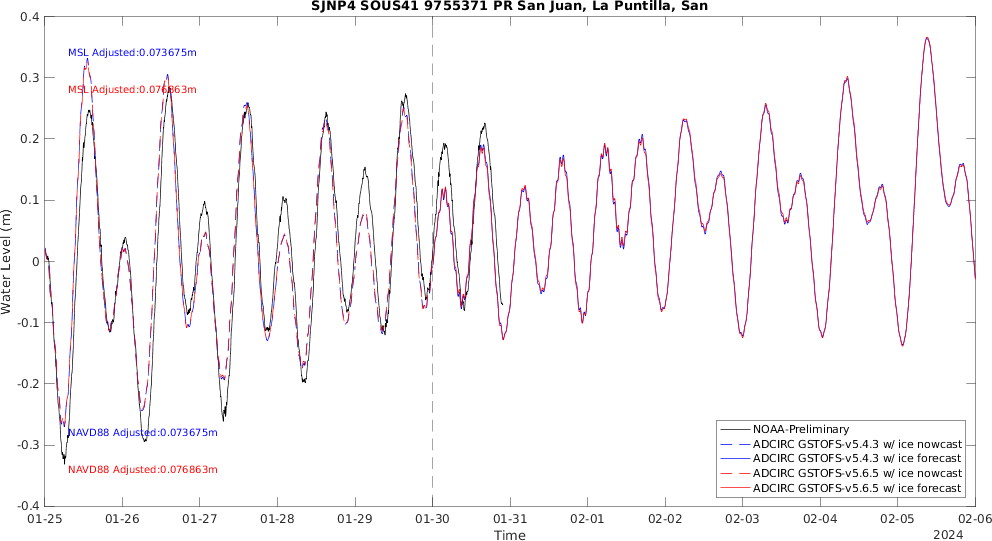 SJNP4 SOUS41 9755371 PR San Juan, La Puntilla, San
0.4
MSL Adjusted:0.073675m
0.3
MSL Adjusted:0.076863m
0.2
0.1
0
-0.1
-0.2
-0.3
-0.4
NAVD88 Adjusted:0.073675m
NAVD88 Adjusted:0.076863m
Water Level (m)
NOAA-Preliminary
ADCIRC GSTOFS-v5.4.3 w/ ice nowcast
ADCIRC GSTOFS-v5.4.3 w/ ice forecast
ADCIRC GSTOFS-v5.6.5 w/ ice nowcast
ADCIRC GSTOFS-v5.6.5 w/ ice forecast
01-25 01-26 01-27 01-28 01-29 01-30 01-31 02-01 02-02 02-03 02-04 02-05 02-06
Time
2024